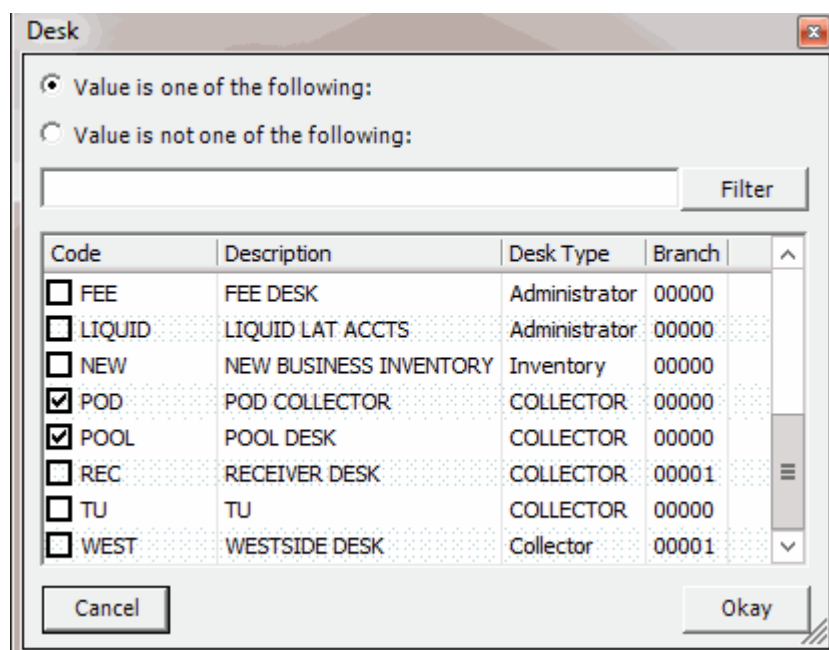 Desk
Value is one of the following:
Value is not one of the following:
Filter
Code Description Desk Type Branch
FEE FEE DESK Administrator 00000
LIQUID LIQUID LAT ACCTS Administrator 00000
NEW NEW BUSINESS INVENTORY Inventory 00000
POD POD COLLECTOR COLLECTOR 00000
POOL POOL DESK COLLECTOR 00000
REC RECEIVER DESK COLLECTOR 00001
TU TU COLLECTOR 00000
WEST WESTSIDE DESK Collector 00001
Cancel Okay